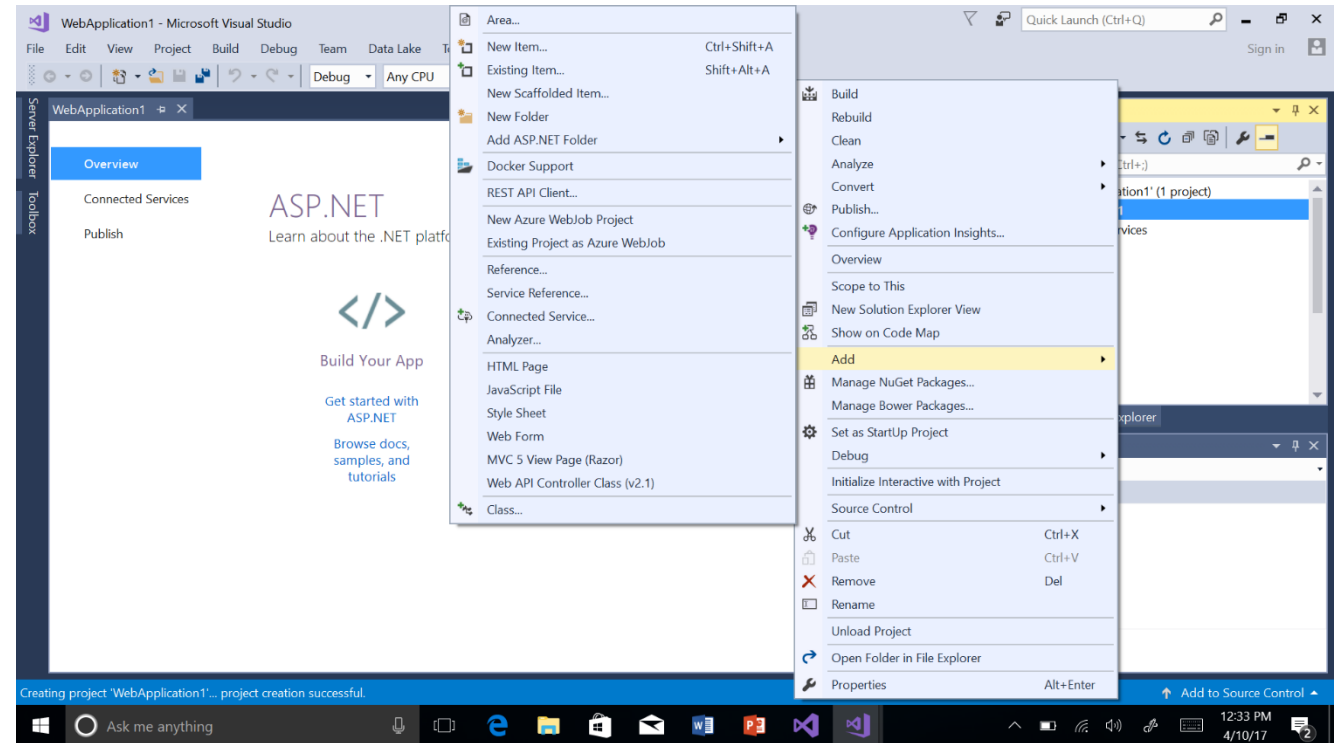 WebApplication1 - Microsoft Visual Studio
Quick Launch (Ctrl+Q)
File Edit View Project Build Debug Team Data Lake
Sign in
Debug Any CPU
Server Explorer
Toolbox
WebApplication1
Overview
Connected Services
Publish
ASP.NET
Learn about the .NET platfo
Build Your App
Get started with
ASP.NET
Browse docs,
samples, and
tutorials
Area...
New Item... Ctrl+Shift+A
Existing Item... Shift+Alt+A
New Scaffolded Item...
New Folder
Add ASP.NET Folder
Docker Support
REST API Client...
New Azure WebJob Project
Existing Project as Azure WebJob
Reference...
Service Reference...
Connected Service...
Analyzer...
HTML Page
JavaScript File
Style Sheet
Web Form
MVC 5 View Page (Razor)
Web API Controller Class (v2.1)
Class...
Build
Rebuild
Clean
Analyze
Convert
Publish...
Configure Application Insights...
Overview
Scope to This
New Solution Explorer View
Show on Code Map
Add
Manage NuGet Packages...
Manage Bower Packages...
Set as StartUp Project
Debug
Initialize Interactive with Project
Source Control
Cut Ctrl+X
Paste Ctrl+V
Remove Del
Rename
Unload Project
Open Folder in File Explorer
Properties Alt+Enter
Ctrl+;)
ation1' (1 project)
1
rvices
xplorer
Creating project 'WebApplication1'... project creation successful.
Add to Source Control
Ask me anything
12:33 PM
4/10/17
2